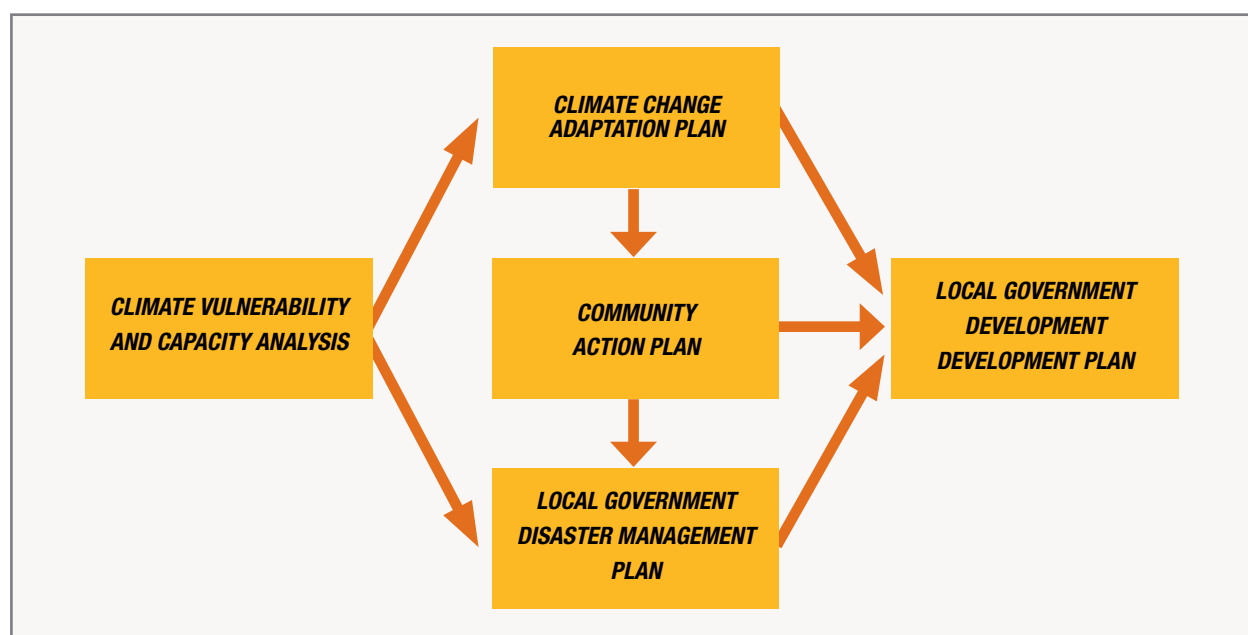 CLIMATE CHANGE
ADAPTATION PLAN
CLIMATE VULNERABILITY
AND CAPACITY ANALYSIS
COMMUNITY
ACTION PLAN
LOCAL GOVERNMENT
DEVELOPMENT
DEVELOPMENT PLAN
LOCAL GOVERNMENT
DISASTER MANAGEMENT
PLAN